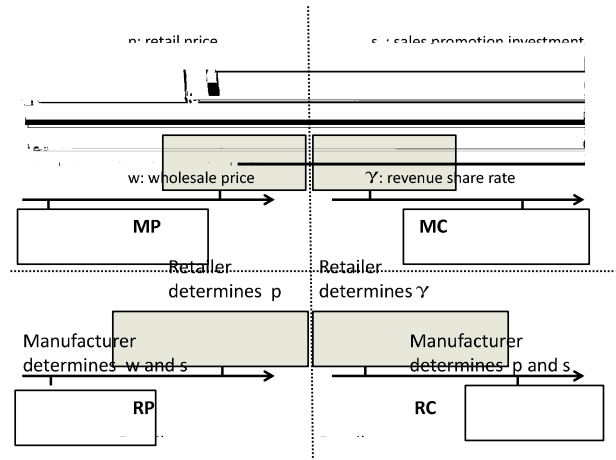 p: retail price
s : sales promotion investment
w: wholesale price
γ: revenue share rate
MP
MC
Retailer
determines p
Retailer
determines γ
Manufacturer
determines w and s
Manufacturer
determines p and s
RP
RC